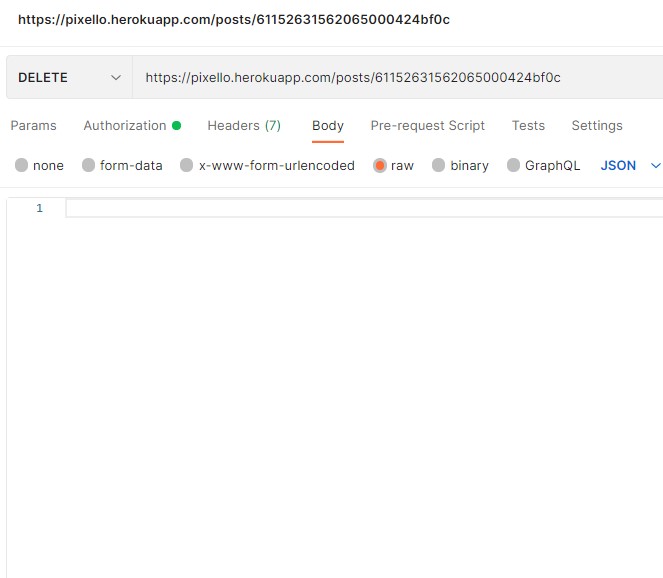 https://pixello.herokuapp.com/posts/61152631562065000424bf0c
DELETE https://pixello.herokuapp.com/posts/61152631562065000424bf0c
Params Authorization Headers (7) Body Pre-request Script Tests Settings
none form-data x-www-form-urlencoded raw binary GraphQL JSON
1